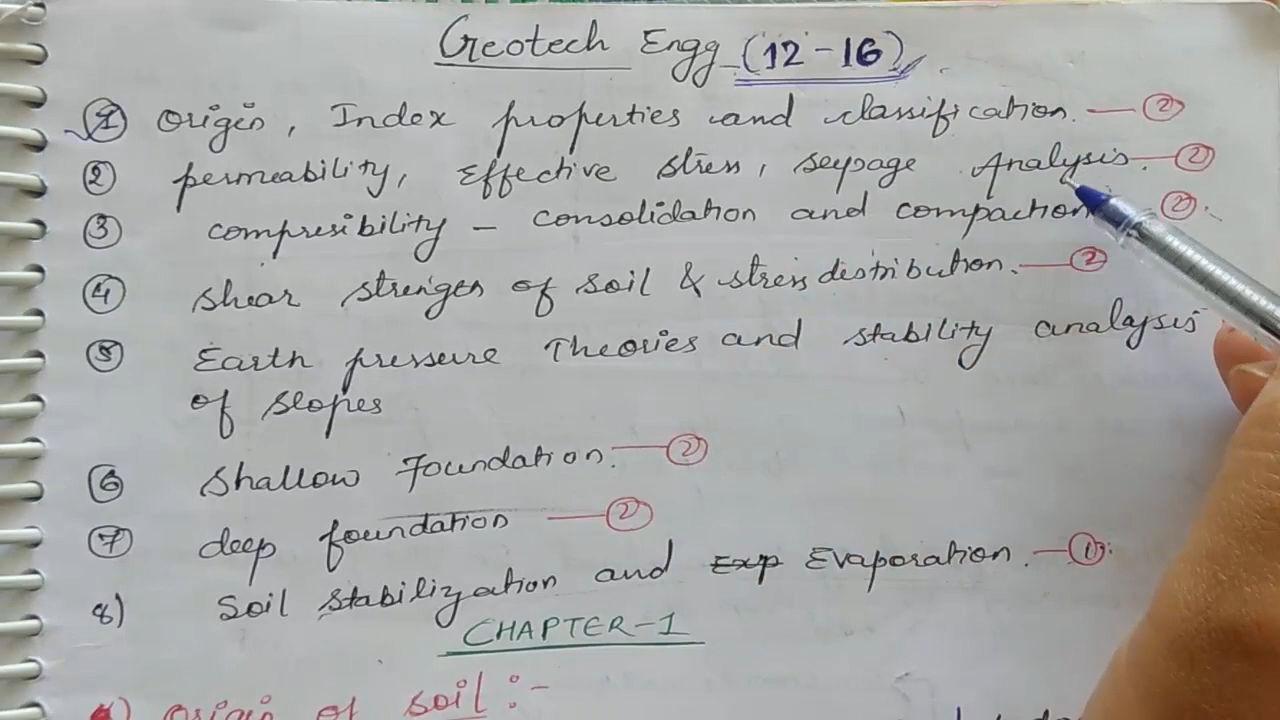 Geotech Engg (12-16)
① Origin, Index properties and classification. — ②
② permeability, Effective stress, seepage Analysis. — ②
③ compresibility - consolidation and compaction ②.
④ shear strenger of soil & stress distribution. — ②
⑤ Earth pressure Theories and stability analysis
of slopes
⑥ Shallow Foundation. — ②
⑦ deep foundation — ②
8) Soil stabilization and Exp Evaporation. — ①
CHAPTER-1
origin of soil :-